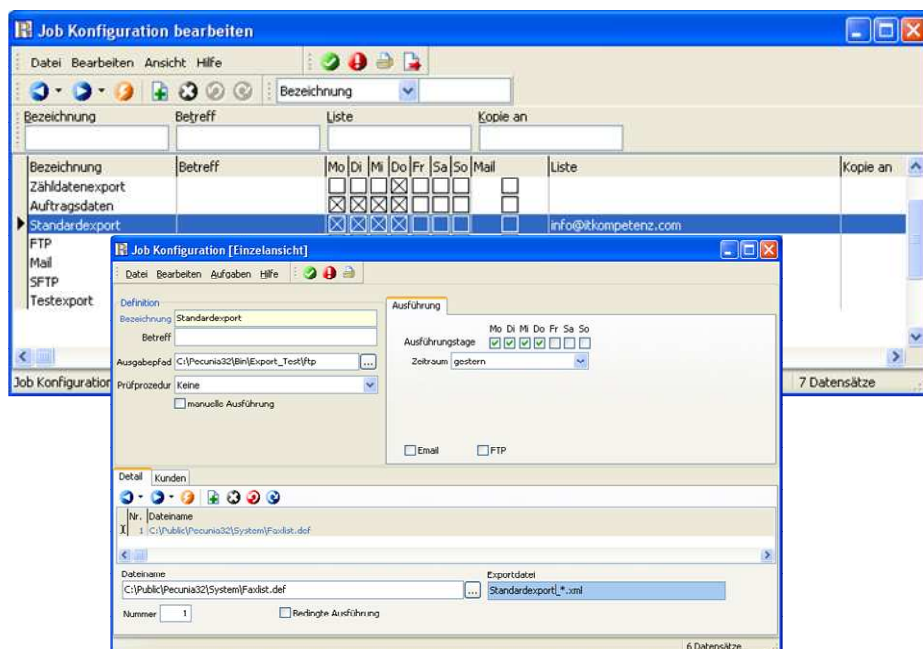 Job Konfiguration bearbeiten
Datei Bearbeiten Ansicht Hilfe
Bezeichnung
Bezeichnung Betreff Liste Kopie an
Bezeichnung Betreff Mo Di Mi Do Fr Sa So Mail Liste Kopie an
Zähldatenexport
Auftragsdaten
Standardexport info@itkompetenz.com
FTP
Mail
SFTP
Testexport
Job Konfiguration 7 Datensätze
Job Konfiguration [Einzelansicht]
Datei Bearbeiten Aufgaben Hilfe
Definition
Bezeichnung Standardexport
Betreff
Ausgabepfad C:\Pecunia32\Bin\Export_Test\ftp ...
Prüfprozedur Keine
manuelle Ausführung
Ausführung
Mo Di Mi Do Fr Sa So
Ausführungstage
Zeitraum gestern
Email FTP
Detail Kunden
Nr. Dateiname
1 C:\Public\Pecunia32\System\Faxlist.def
Dateiname Exportdatei
C:\Public\Pecunia32\System\Faxlist.def ... Standardexport_*.xml
Nummer 1 Bedingte Ausführung
6 Datensätze